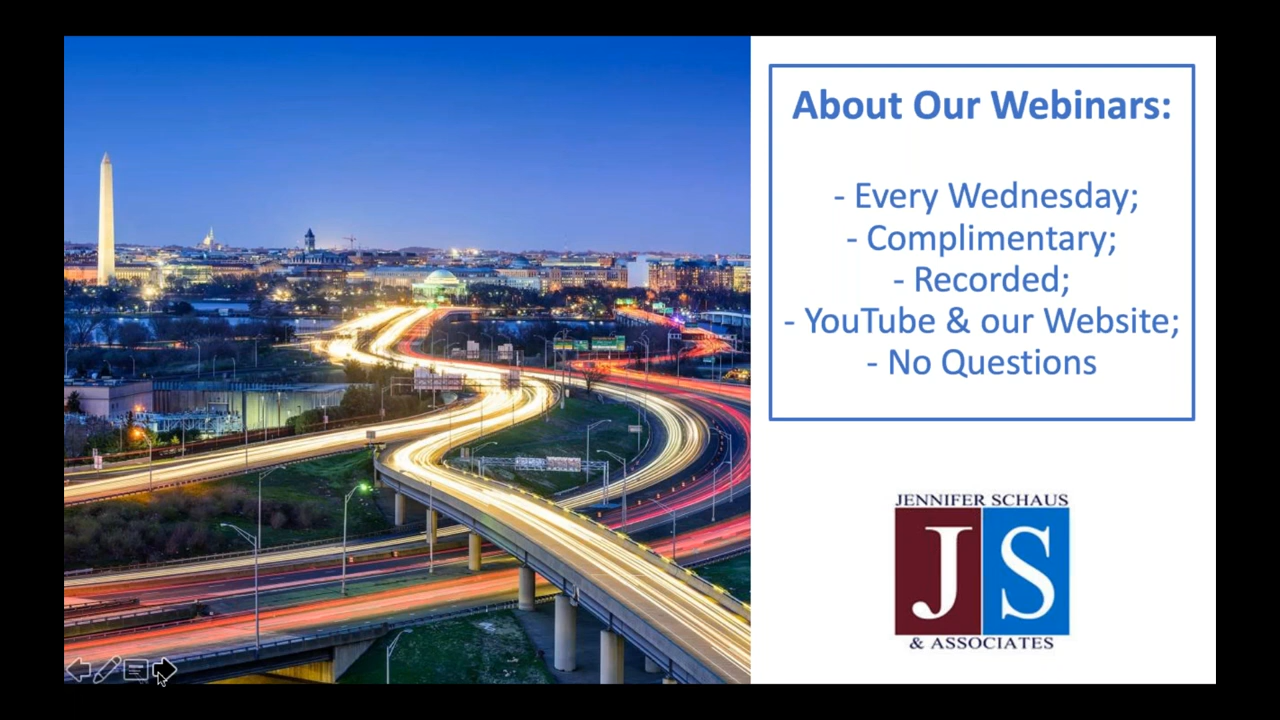 About Our Webinars:
- Every Wednesday;
- Complimentary;
- Recorded;
- YouTube & our Website;
- No Questions
JENNIFER SCHAUS
JS
& ASSOCIATES